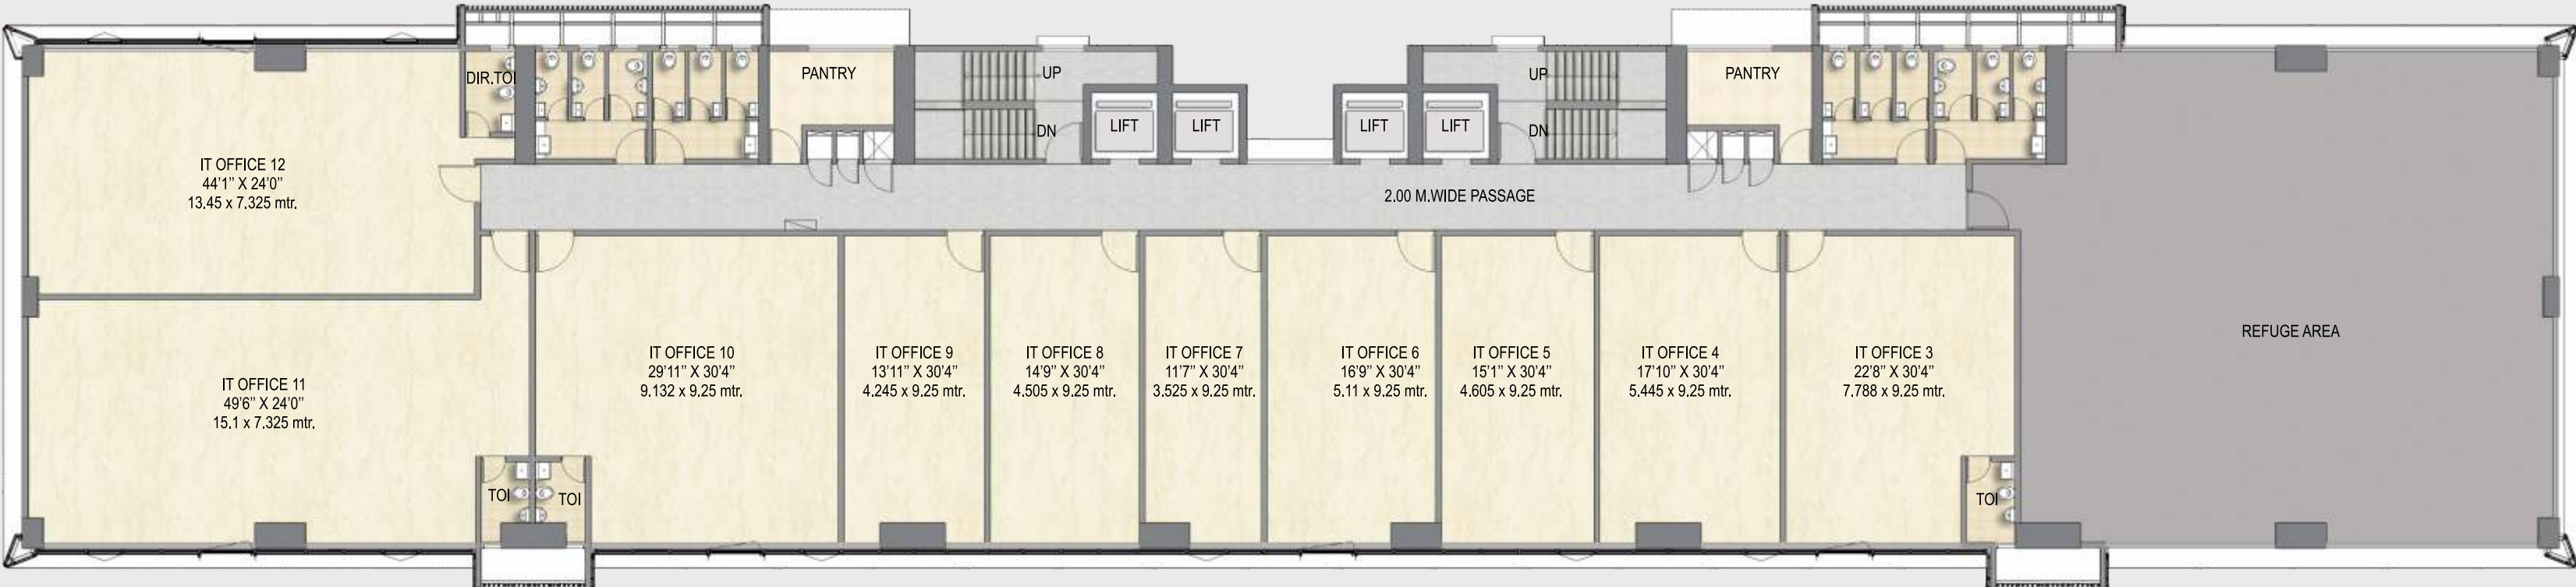 DIR.TOI
PANTRY
UP
DN
LIFT
LIFT
LIFT
LIFT
UP
DN
PANTRY
IT OFFICE 12
44'1" X 24'0"
13.45 x 7.325 mtr.
2.00 M.WIDE PASSAGE
IT OFFICE 11
49'6" X 24'0"
15.1 x 7.325 mtr.
TOI
TOI
IT OFFICE 10
29'11" X 30'4"
9.132 x 9.25 mtr.
IT OFFICE 9
13'11" X 30'4"
4.245 x 9.25 mtr.
IT OFFICE 8
14'9" X 30'4"
4.505 x 9.25 mtr.
IT OFFICE 7
11'7" X 30'4"
3.525 x 9.25 mtr.
IT OFFICE 6
16'9" X 30'4"
5.11 x 9.25 mtr.
IT OFFICE 5
15'1" X 30'4"
4.605 x 9.25 mtr.
IT OFFICE 4
17'10" X 30'4"
5.445 x 9.25 mtr.
IT OFFICE 3
22'8" X 30'4"
7.788 x 9.25 mtr.
TOI
REFUGE AREA